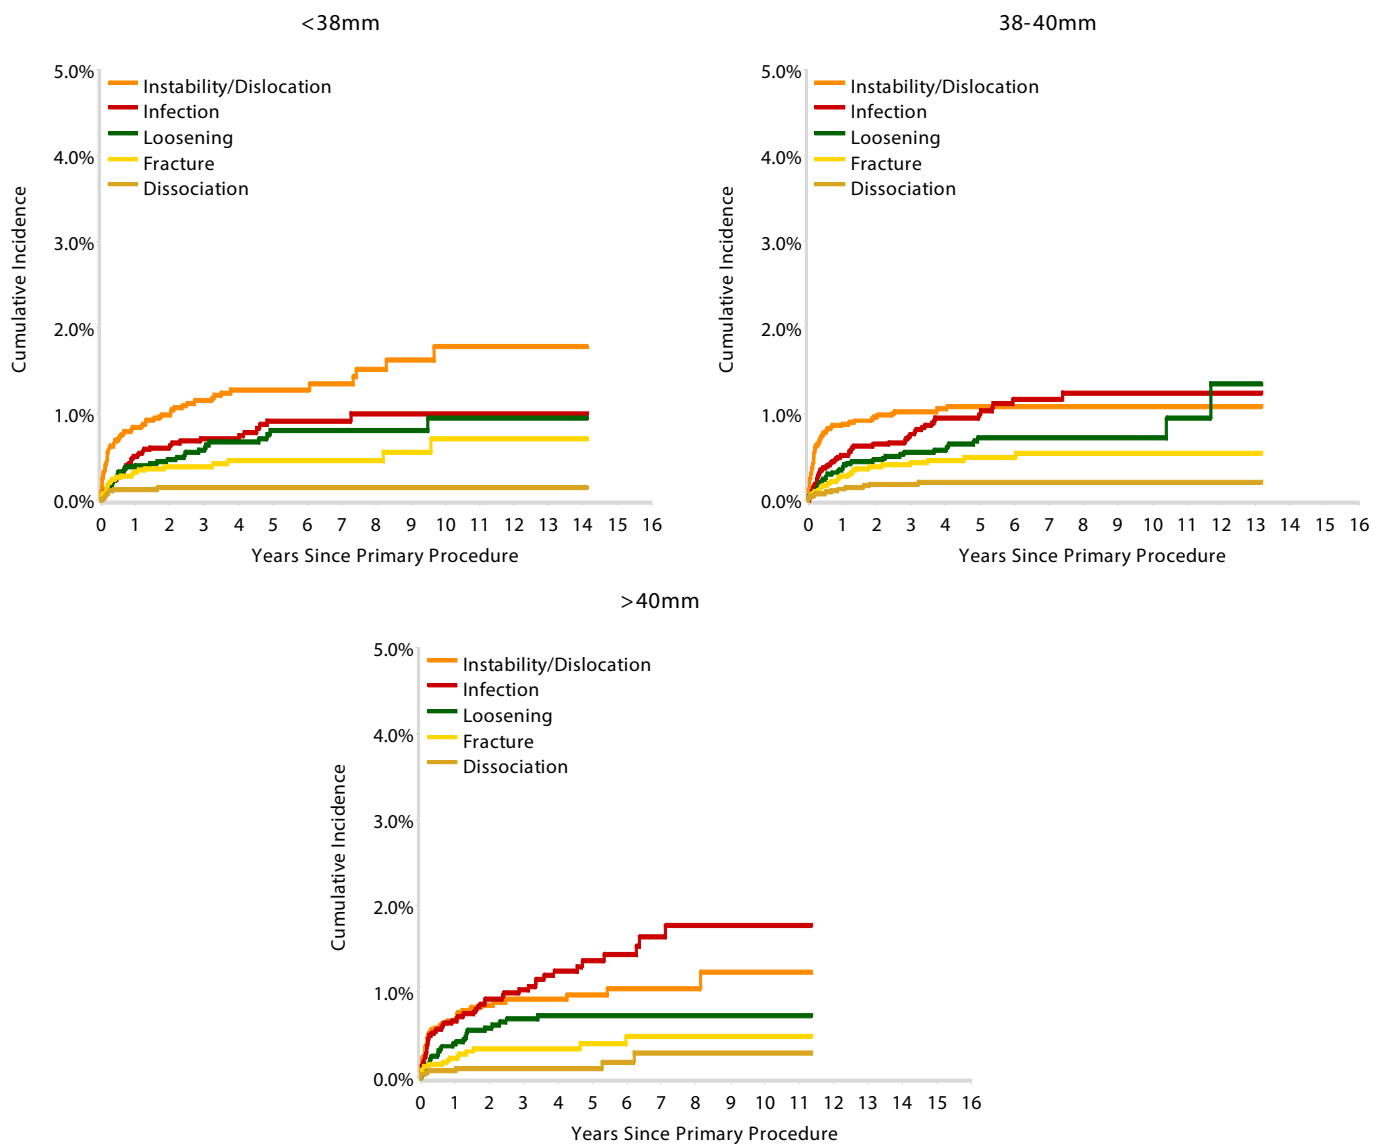 <38mm
5.0%
4.0%
3.0%
2.0%
1.0%
0.0%
Cumulative Incidence
Instability/Dislocation
Infection
Loosening
Fracture
Dissociation
0 1 2 3 4 5 6 7 8 9 10 11 12 13 14 15 16
Years Since Primary Procedure
38-40mm
5.0%
4.0%
3.0%
2.0%
1.0%
0.0%
Cumulative Incidence
Instability/Dislocation
Infection
Loosening
Fracture
Dissociation
0 1 2 3 4 5 6 7 8 9 10 11 12 13 14 15 16
Years Since Primary Procedure
>40mm
5.0%
4.0%
3.0%
2.0%
1.0%
0.0%
Cumulative Incidence
Instability/Dislocation
Infection
Loosening
Fracture
Dissociation
0 1 2 3 4 5 6 7 8 9 10 11 12 13 14 15 16
Years Since Primary Procedure